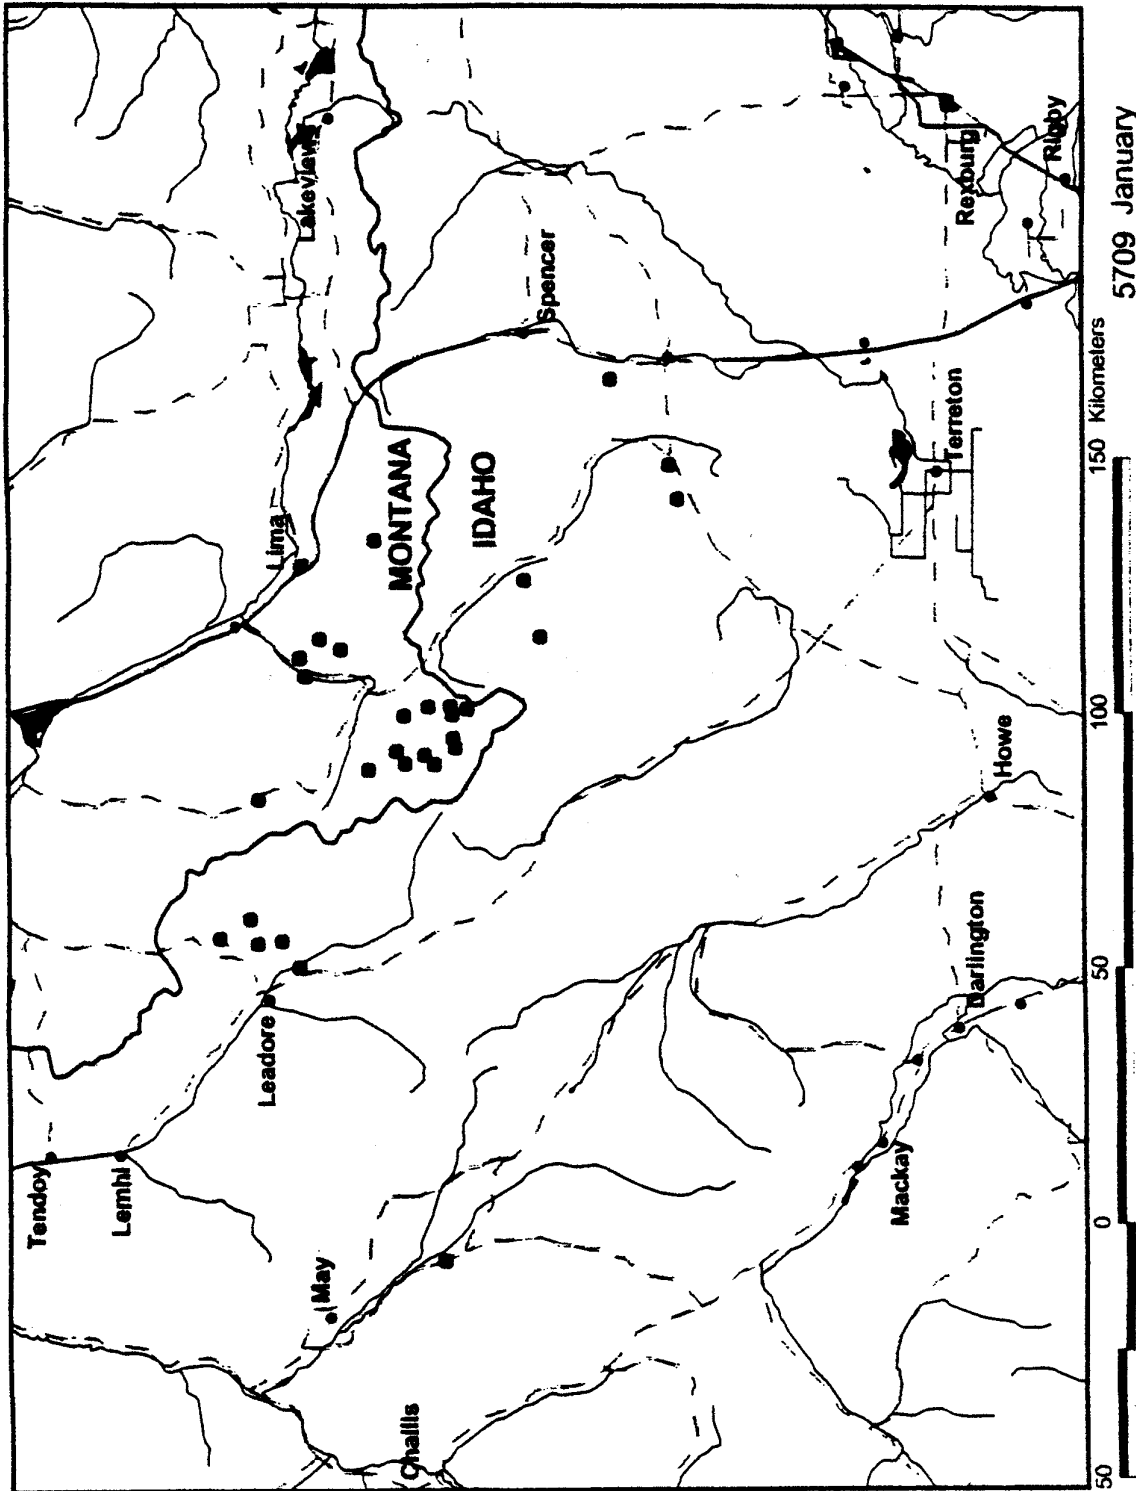 Tendoy
Lemhi
May
Challis
Leadore
Lima
Lakeview
MONTANA
IDAHO
Spencer
Mackay
Darlington
Howe
Terreton
Rexburg
Rigby
50 0 50 100 150 Kilometers
5709 January